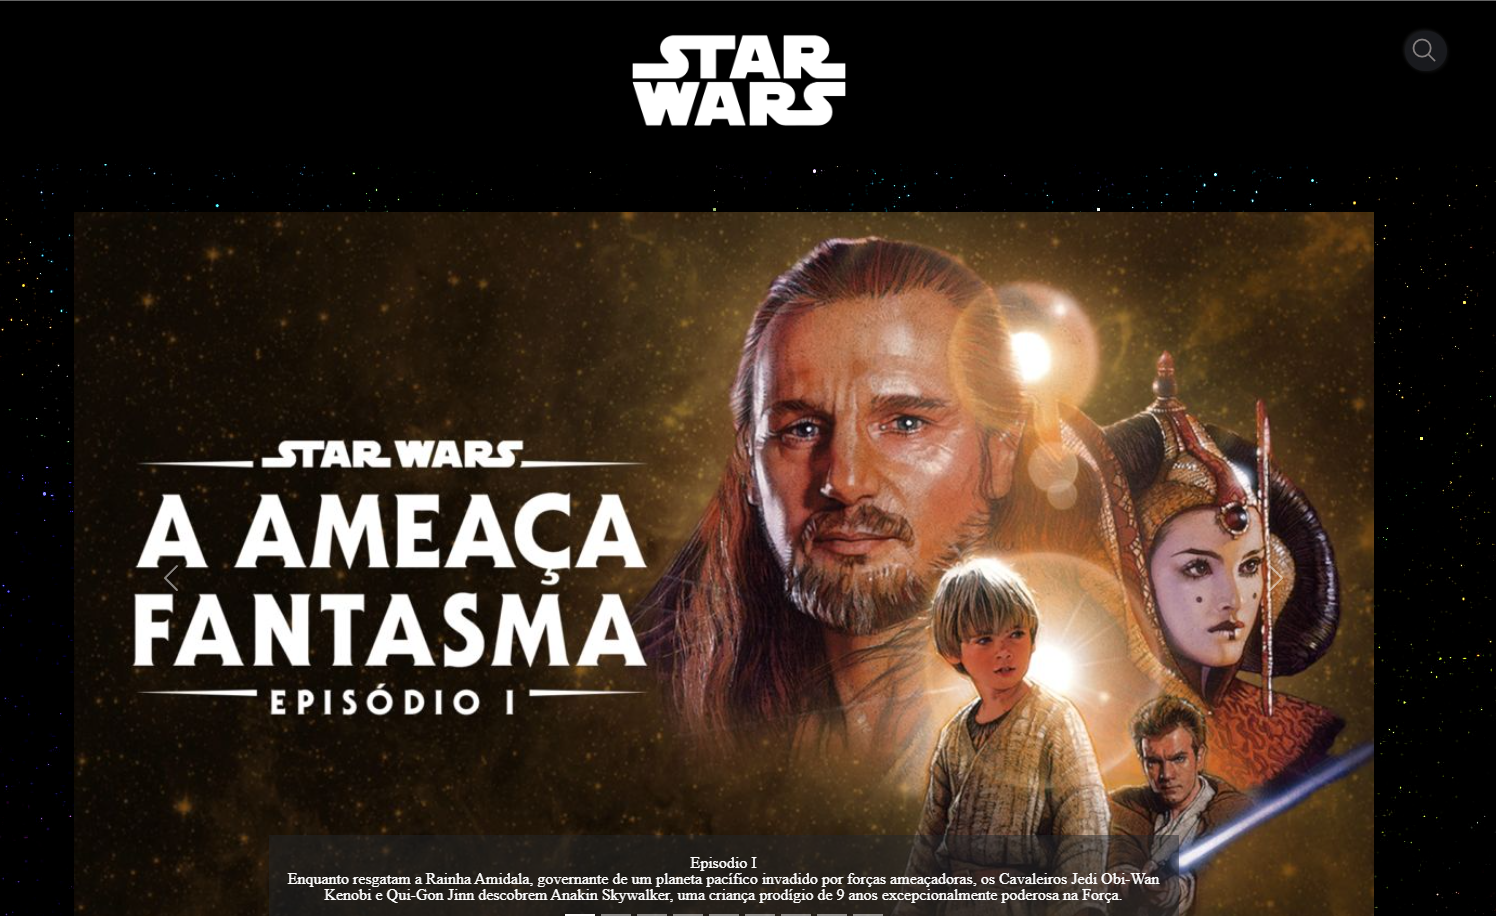 STAR
WARS
STAR WARS
A AMEAÇA
FANTASMA
EPISÓDIO I
Episodio I
Enquanto resgatam a Rainha Amidala, governante de um planeta pacífico invadido por forças ameaçadoras, os Cavaleiros Jedi Obi-Wan
Kenobi e Qui-Gon Jinn descobrem Anakin Skywalker, uma criança prodígio de 9 anos excepcionalmente poderosa na Força.